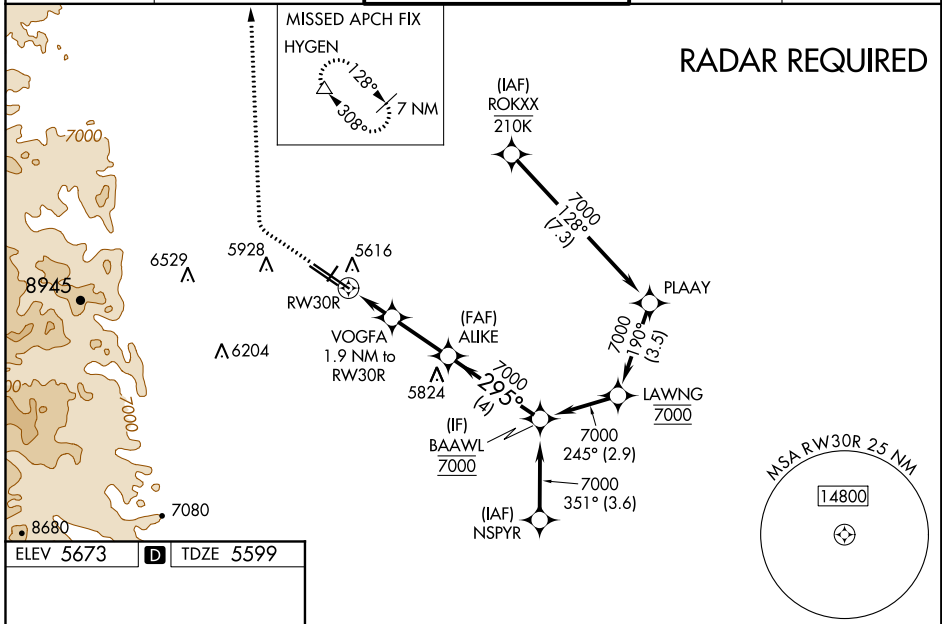 MISSED APCH FIX
HYGEN
128°
308°
7 NM
RADAR REQUIRED
(IAF)
ROKXX
210K
7000
128°
(7.3)
PLAAY
7000
190°
(3.5)
LAWNG
7000
7000
245° (2.9)
7000
351° (3.6)
(IAF)
NSPYR
(IF)
BAAWL
7000
7000
295°
(4)
(FAF)
ALIKE
5824
VOGFA
1.9 NM to
RW30R
RW30R
5616
5928
6529
6204
8945
7000
7000
7080
8680
MSA RW30R 25 NM
14800
ELEV 5673
D
TDZE 5599